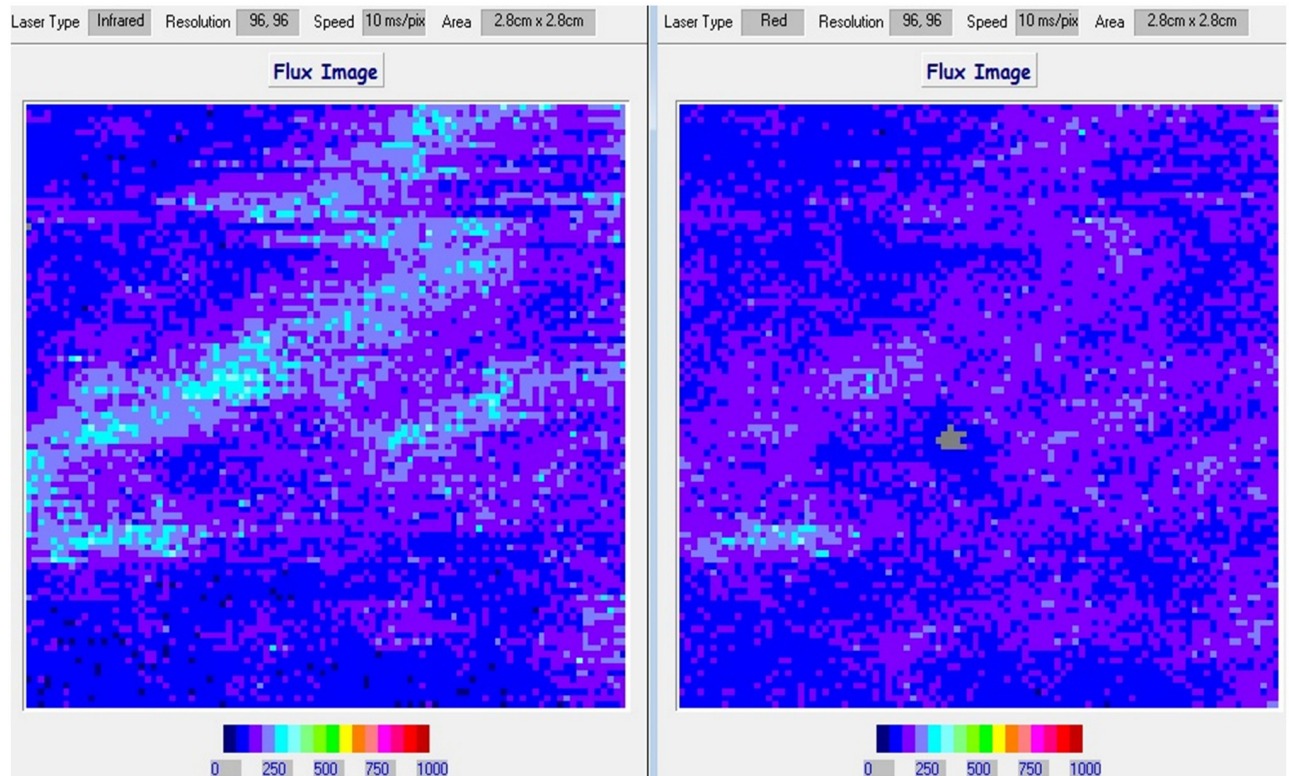 Laser Type Infrared Resolution 96, 96 Speed 10 ms/pix Area 2.8cm x 2.8cm
Flux Image
0 250 500 750 1000
Laser Type Red Resolution 96, 96 Speed 10 ms/pix Area 2.8cm x 2.8cm
Flux Image
0 250 500 750 1000